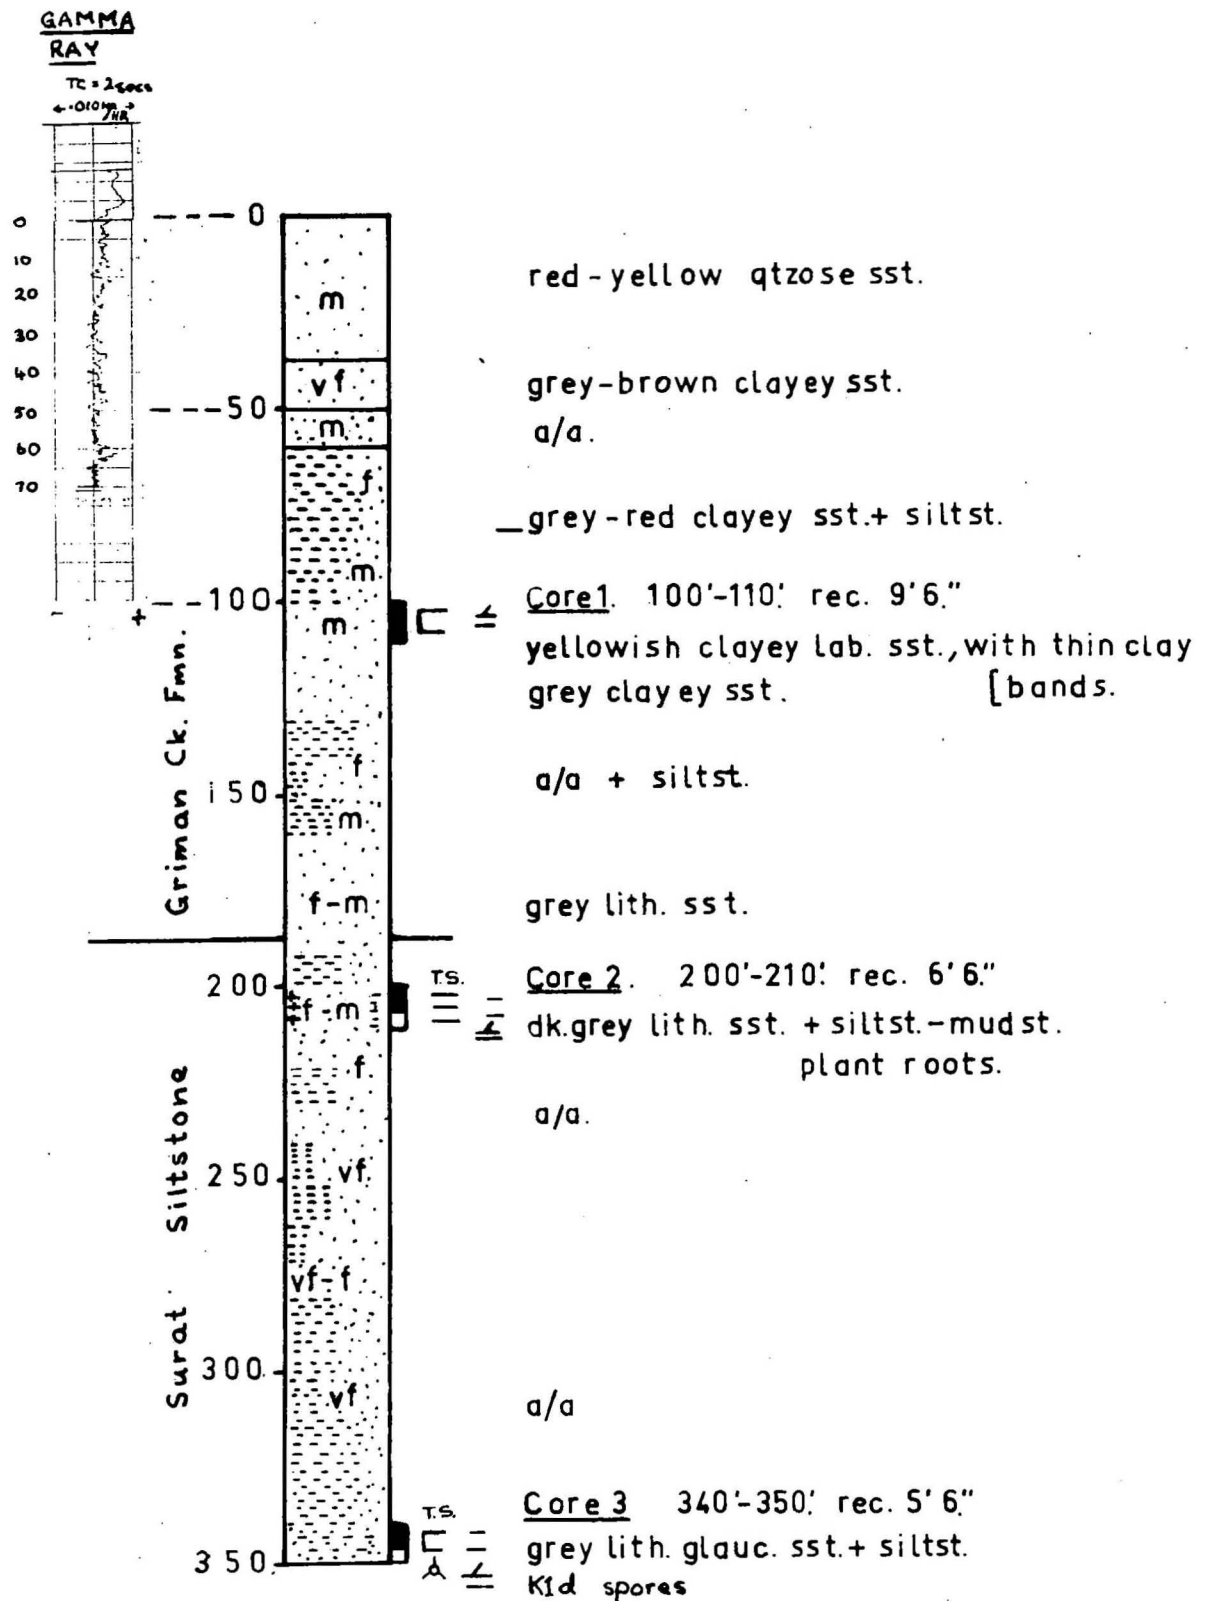 GAMMA
RAY
TC = 2secs
0
10
20
30
40
50
60
70
- +
0
50
100
150
200
250
300
350
Griman Ck. Fmn.
Surat Siltstone
m
vf
m
f
m
m
f
m
f-m
f-m
f
vf
vf-f
vf
red-yellow qtzose sst.
grey-brown clayey sst.
a/a.
grey-red clayey sst.+ siltst.
Core1. 100'-110'. rec. 9'6."
yellowish clayey lab. sst., with thin clay
grey clayey sst. [bands.
a/a + siltst.
grey lith. sst.
T.S.
Core 2. 200'-210'. rec. 6'6."
dk.grey lith. sst. + siltst.-mudst.
plant roots.
a/a.
a/a
T.S.
Core 3 340'-350'. rec. 5'6."
grey lith. glauc. sst.+ siltst.
K1d spores